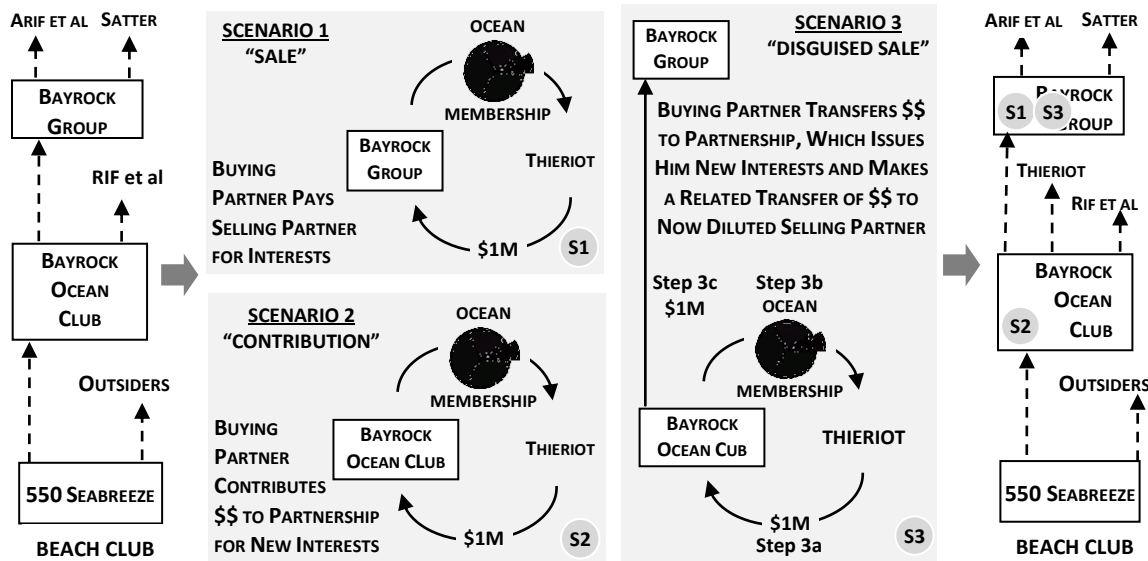 ARIF ET AL
SATTER
BAYROCK
GROUP
RIF et al
BAYROCK
OCEAN
CLUB
OUTSIDERS
550 SEABREEZE
BEACH CLUB
SCENARIO 1
“SALE”
OCEAN
MEMBERSHIP
BAYROCK
GROUP
THIERIOT
BUYING
PARTNER PAYS
SELLING PARTNER
FOR INTERESTS
$1M
S1
SCENARIO 2
“CONTRIBUTION”
OCEAN
MEMBERSHIP
BAYROCK
OCEAN CLUB
THIERIOT
BUYING
PARTNER
CONTRIBUTES
$$ TO PARTNERSHIP
FOR NEW INTERESTS
$1M
S2
SCENARIO 3
“DISGUISED SALE”
BAYROCK
GROUP
BUYING PARTNER TRANSFERS $$
TO PARTNERSHIP, WHICH ISSUES
HIM NEW INTERESTS AND MAKES
A RELATED TRANSFER OF $$ TO
NOW DILUTED SELLING PARTNER
Step 3c
$1M
Step 3b
OCEAN
MEMBERSHIP
BAYROCK
OCEAN CUB
THIERIOT
$1M
Step 3a
S3
ARIF ET AL
SATTER
BAYROCK
GROUP
S1
S3
THIERIOT
RIF ET AL
BAYROCK
OCEAN
CLUB
S2
OUTSIDERS
550 SEABREEZE
BEACH CLUB